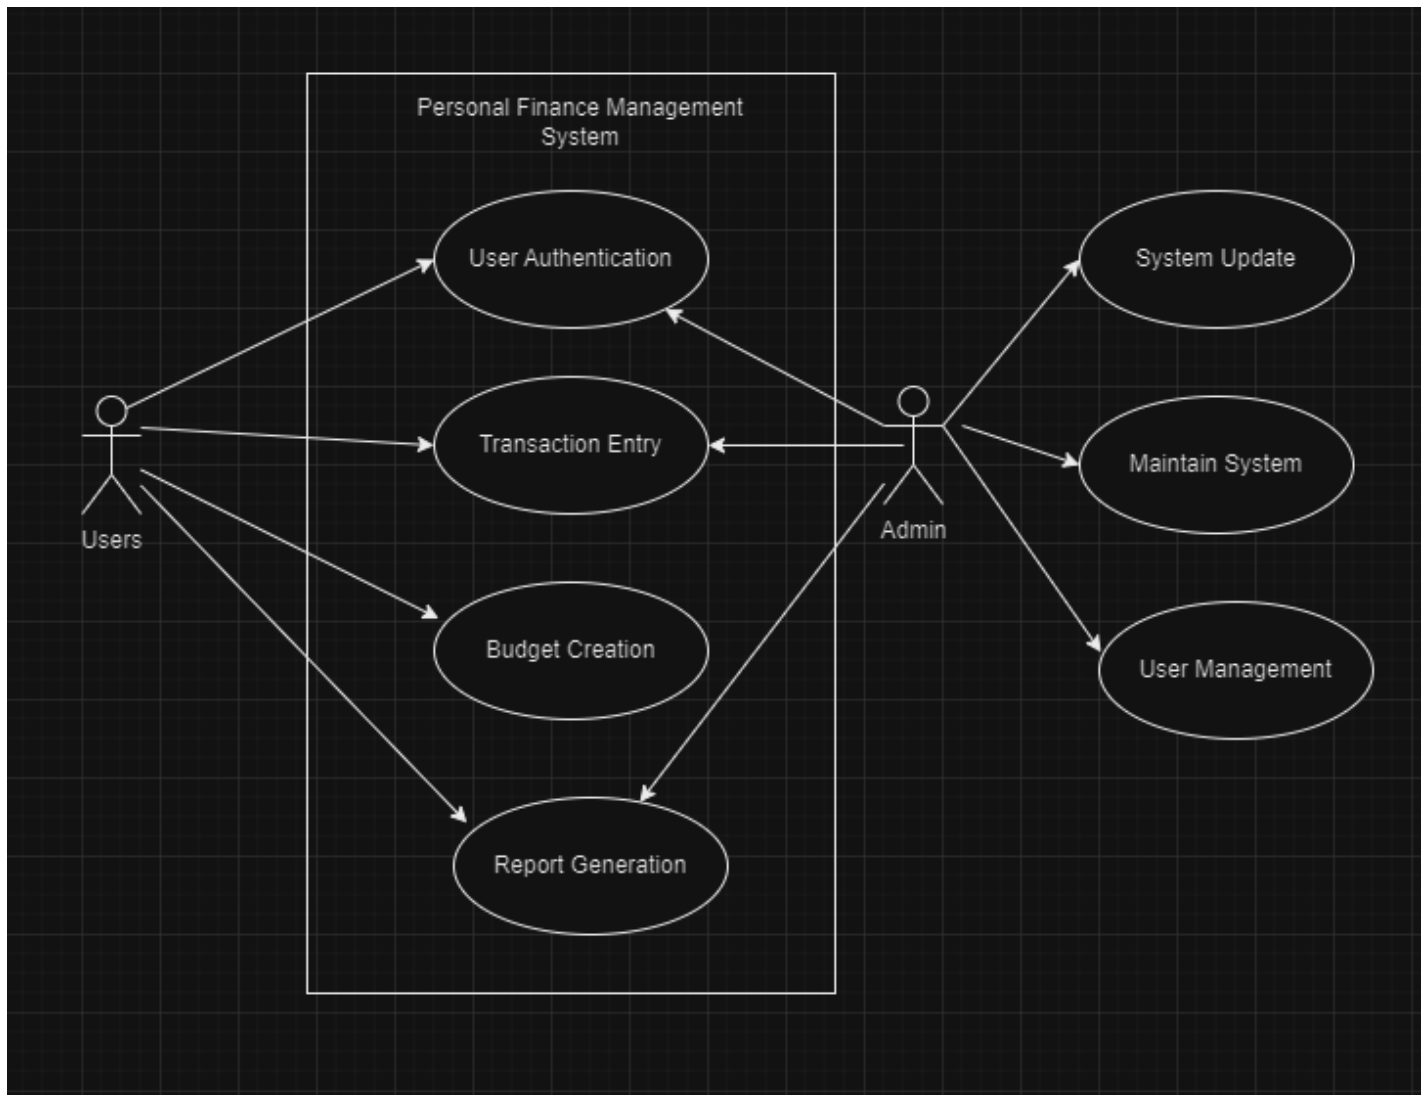 Personal Finance Management
System
User Authentication
System Update
Transaction Entry
Maintain System
Users
Admin
Budget Creation
User Management
Report Generation